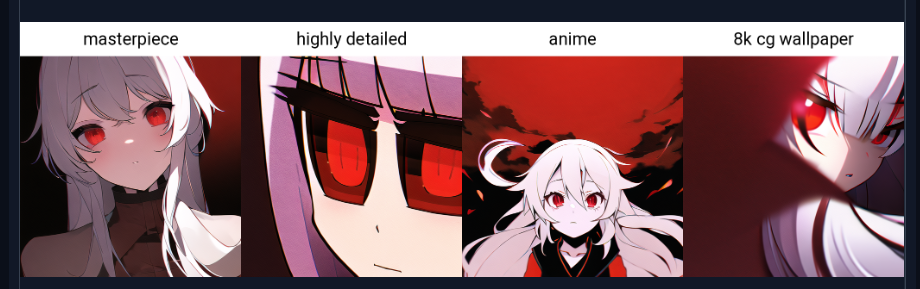 masterpiece
highly detailed
anime
8k cg wallpaper